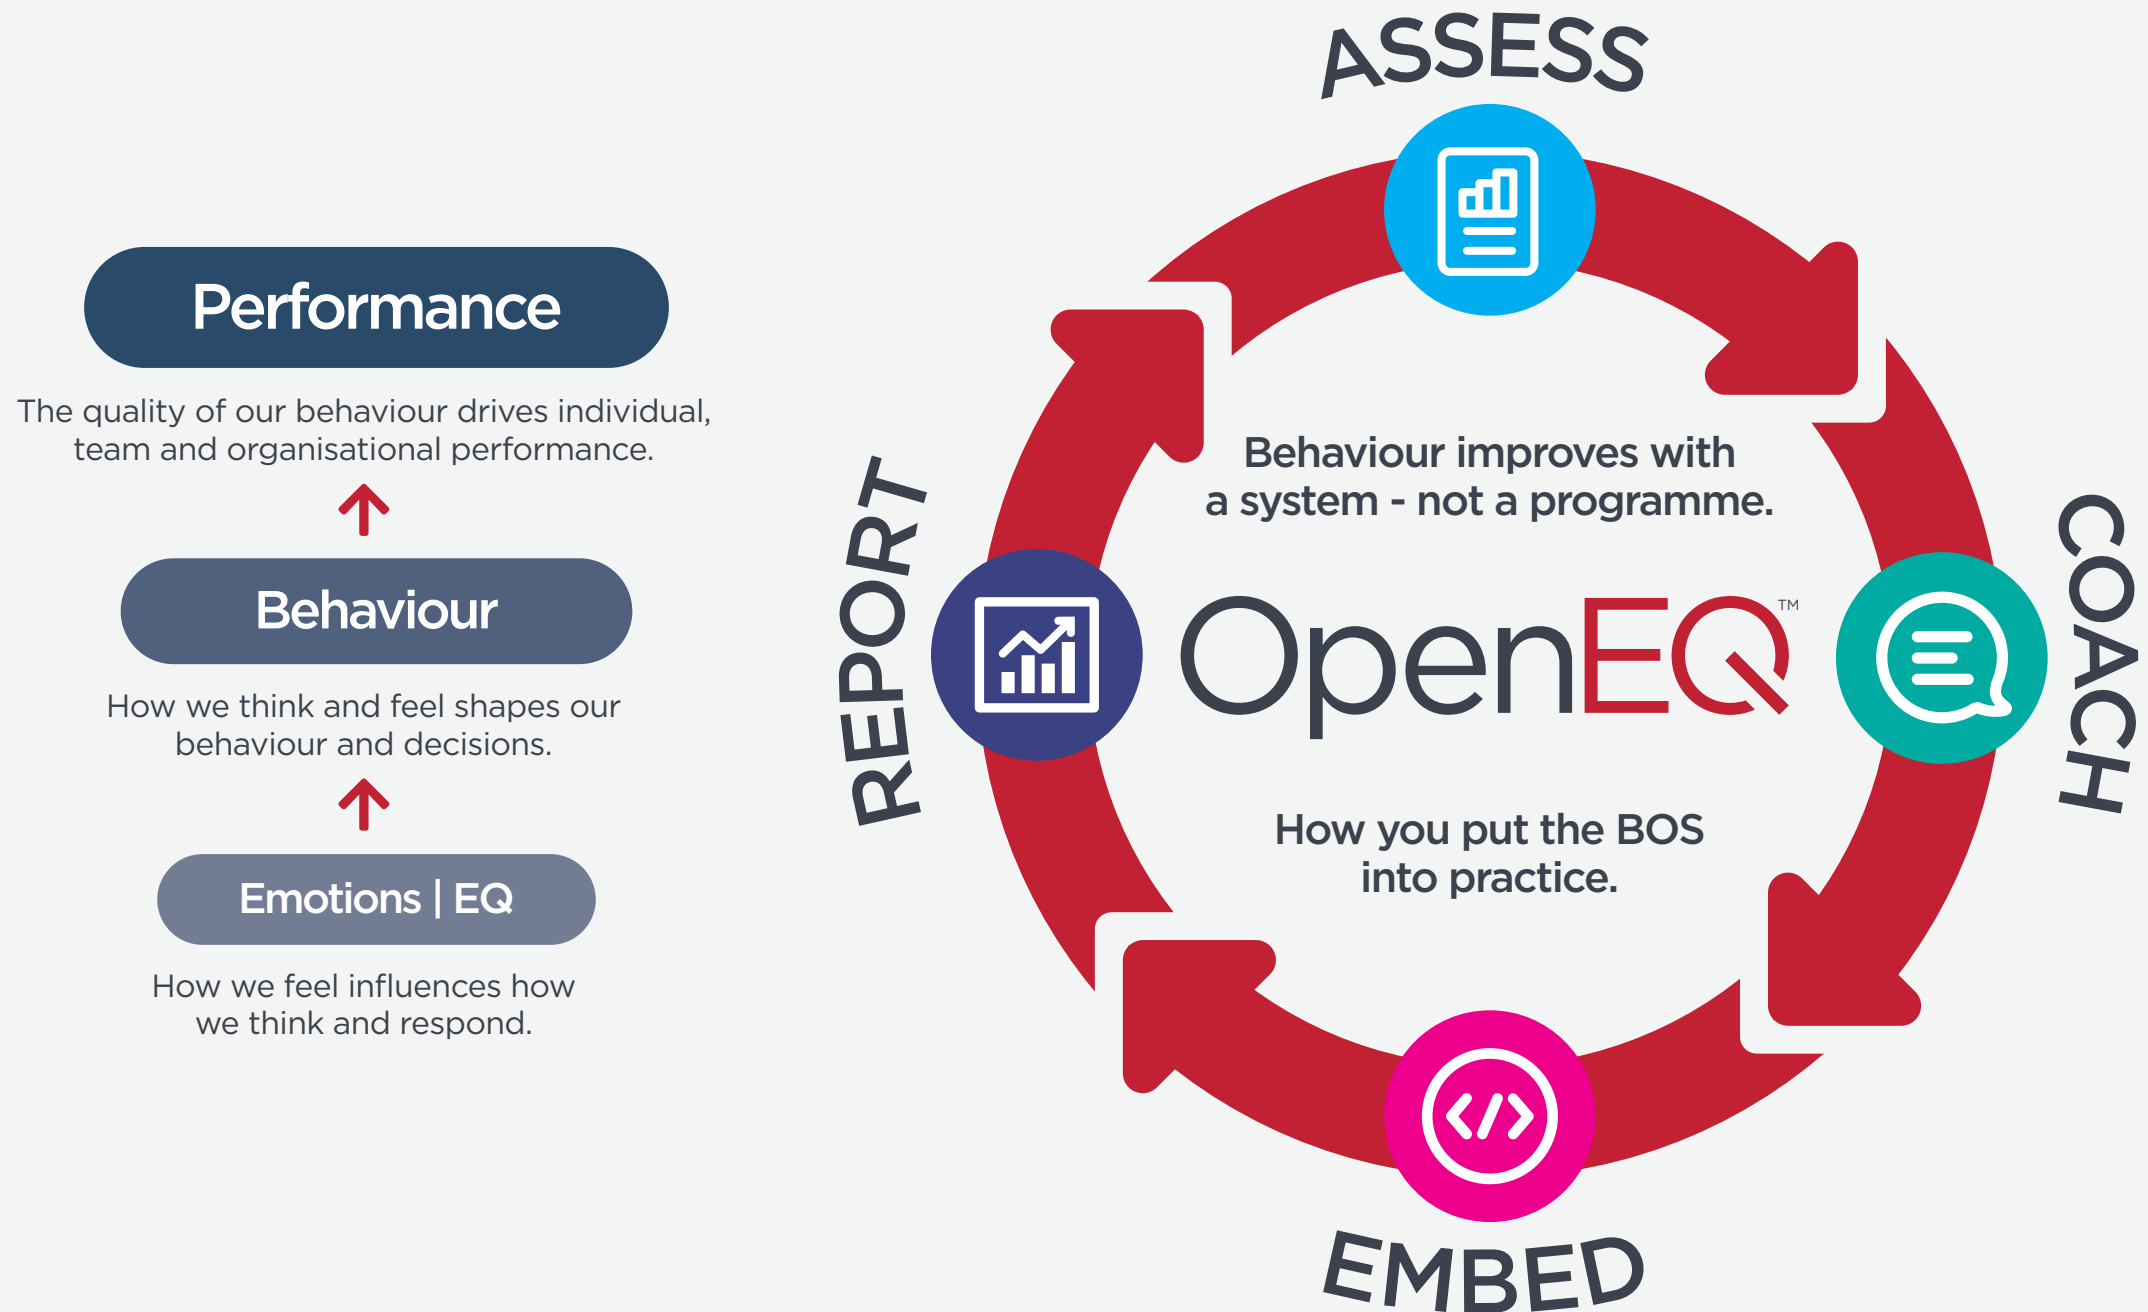 Performance
The quality of our behaviour drives individual,
team and organisational performance.
Behaviour
How we think and feel shapes our
behaviour and decisions.
Emotions | EQ
How we feel influences how
we think and respond.
ASSESS
COACH
EMBED
REPORT
Behaviour improves with
a system - not a programme.
OpenEQ™
How you put the BOS
into practice.